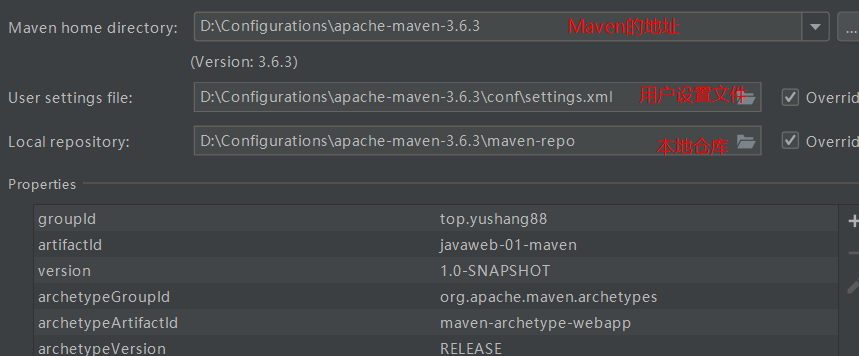 Maven home directory: D:\Configurations\apache-maven-3.6.3 Maven的地址 ...
(Version: 3.6.3)
User settings file: D:\Configurations\apache-maven-3.6.3\conf\settings.xml 用户设置文件 Overrid
Local repository: D:\Configurations\apache-maven-3.6.3\maven-repo 本地仓库 Overrid
Properties
groupId top.yushang88
artifactId javaweb-01-maven
version 1.0-SNAPSHOT
archetypeGroupId org.apache.maven.archetypes
archetypeArtifactId maven-archetype-webapp
archetypeVersion RELEASE